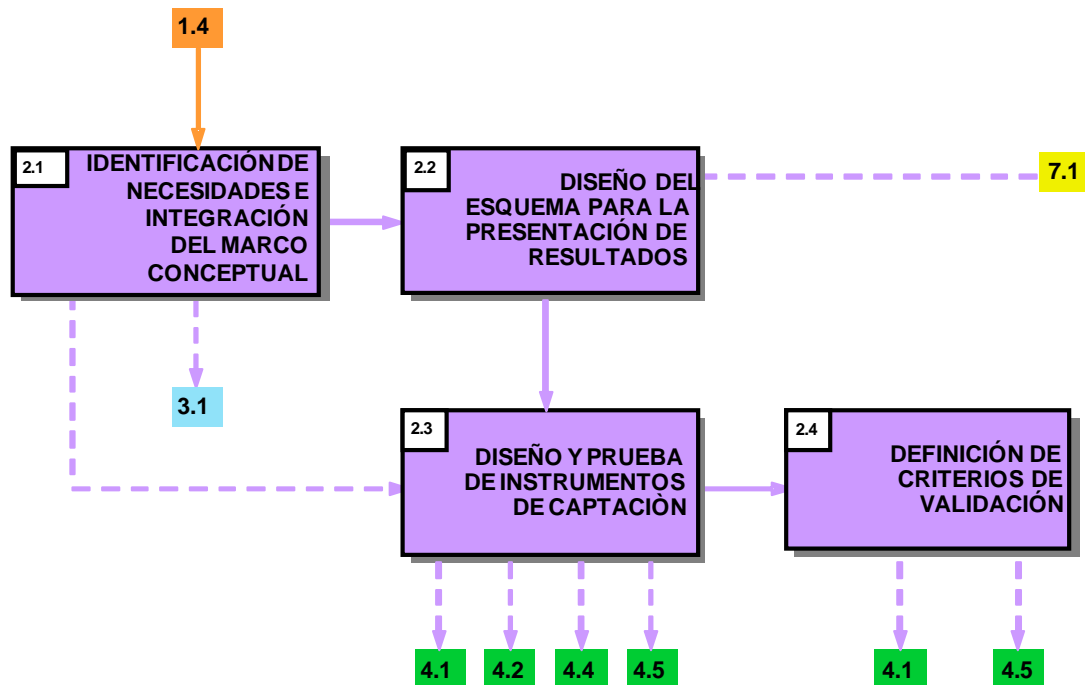 1.4
2.1
IDENTIFICACIÓN DE
NECESIDADES E
INTEGRACIÓN
DEL MARCO
CONCEPTUAL
2.2
DISEÑO DEL
ESQUEMA PARA LA
PRESENTACIÓN DE
RESULTADOS
7.1
3.1
2.3
DISEÑO Y PRUEBA
DE INSTRUMENTOS
DE CAPTACIÒN
2.4
DEFINICIÓN DE
CRITERIOS DE
VALIDACIÓN
4.1
4.2
4.4
4.5
4.1
4.5